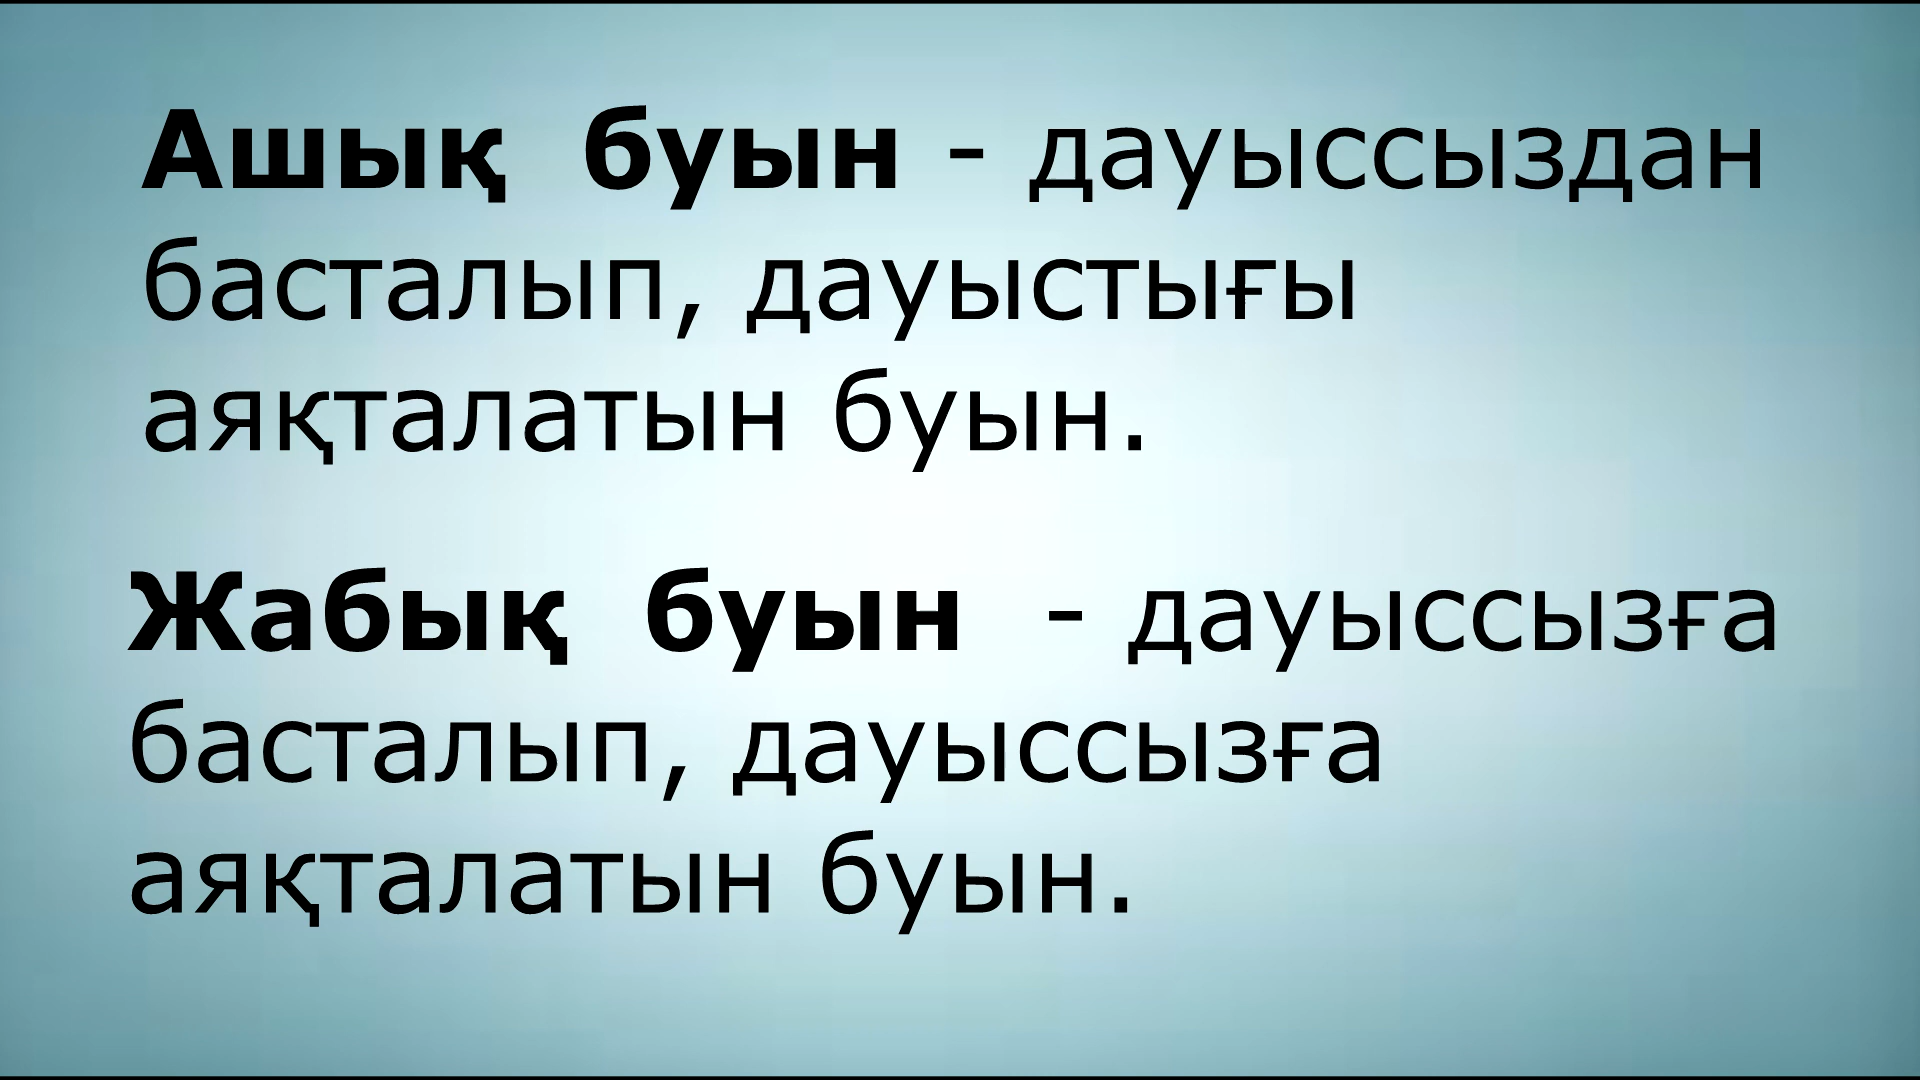 Ашық буын - дауыссыздан
басталып, дауыстығы
аяқталатын буын.
Жабық буын - дауыссызға
басталып, дауыссызға
аяқталатын буын.